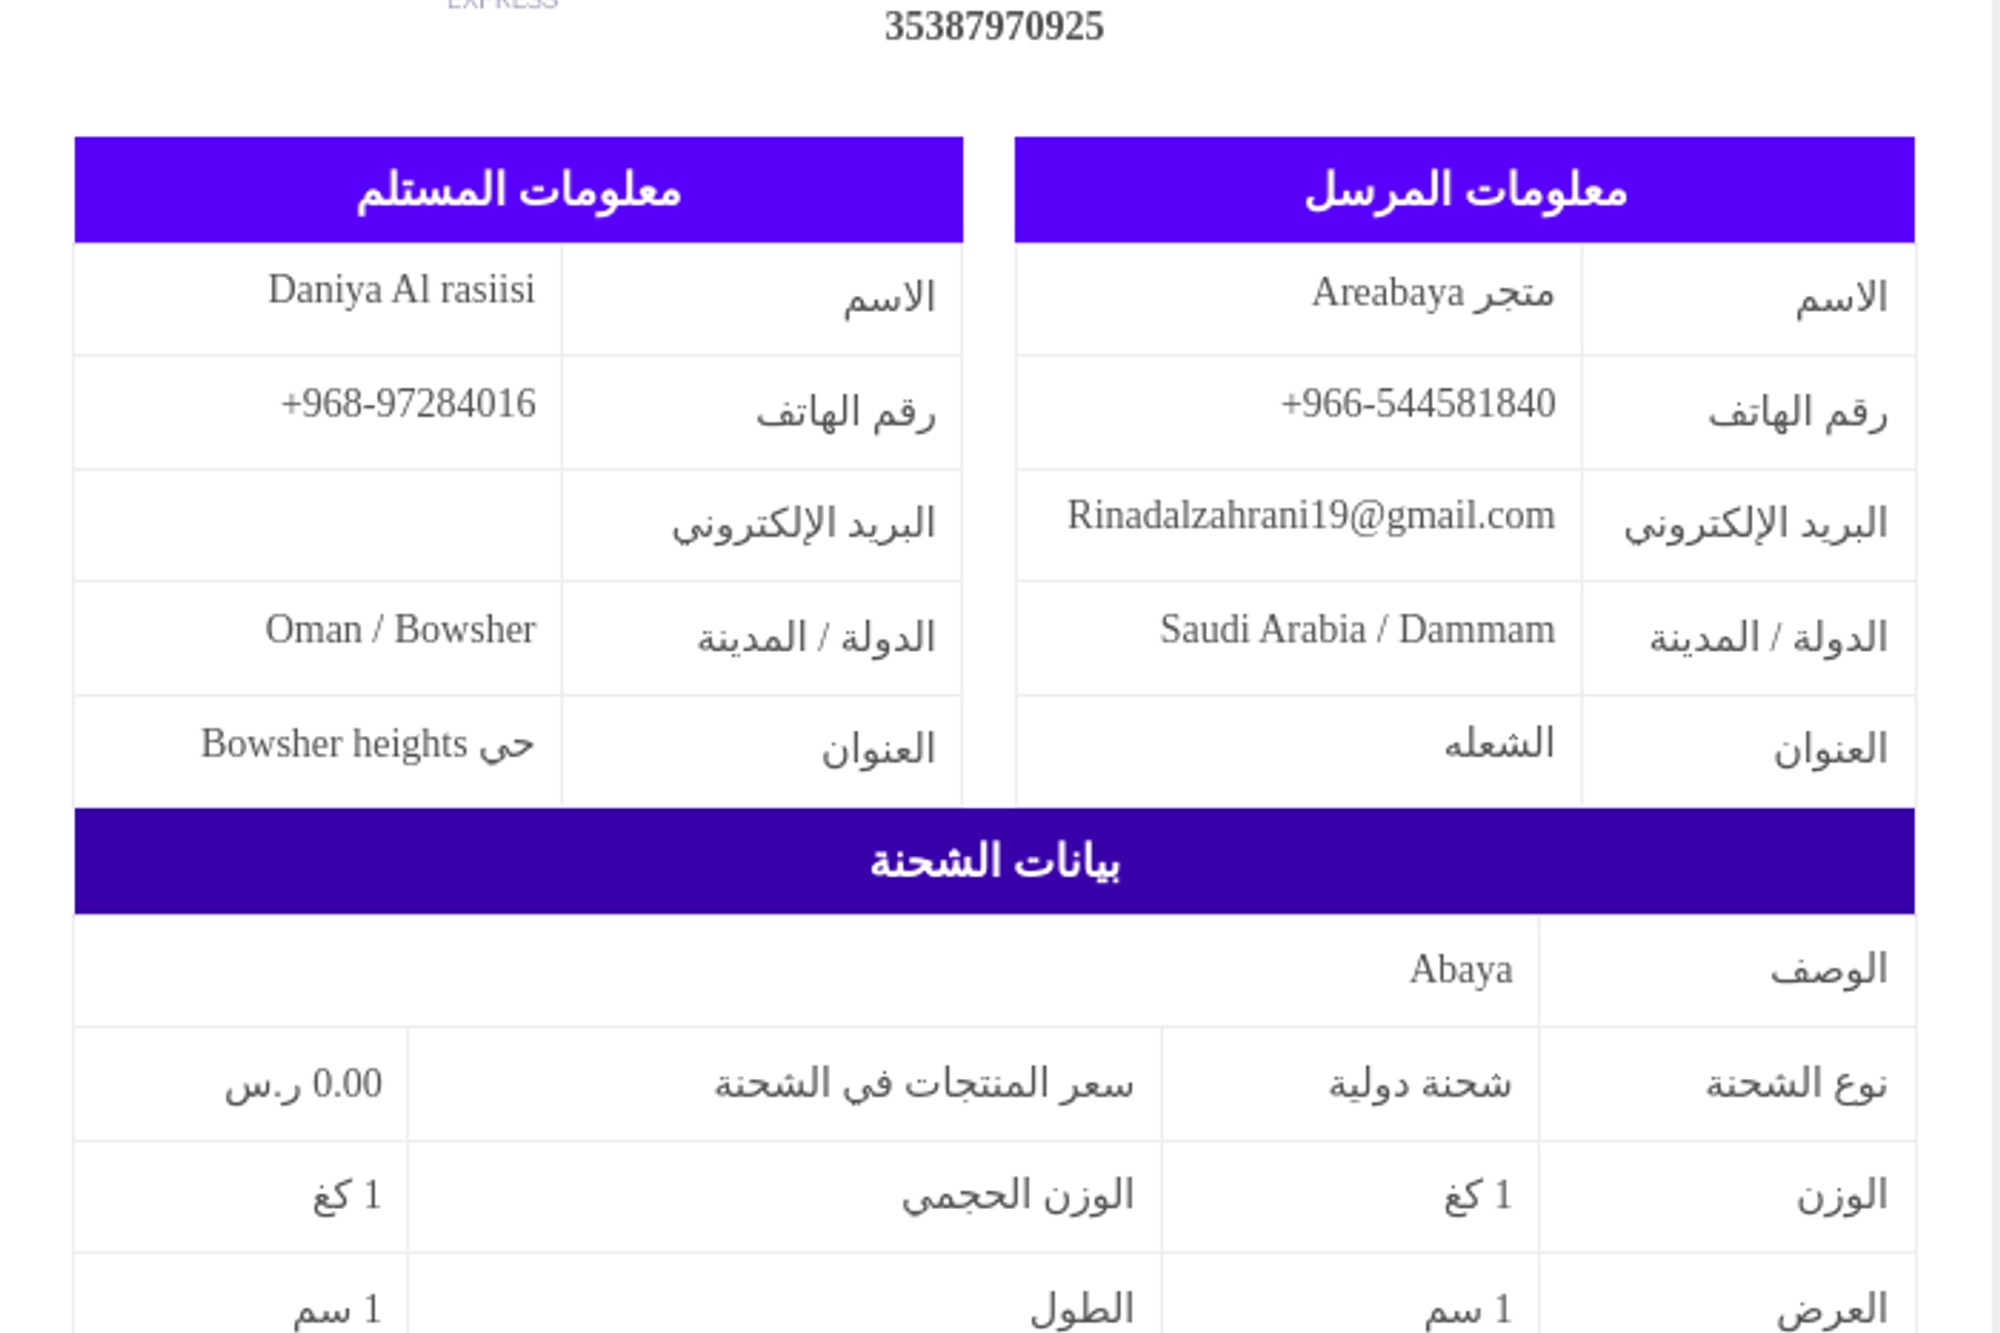 EXPRESS
35387970925
معلومات المرسل
الاسم متجر Areabaya
رقم الهاتف +966-544581840
البريد الإلكتروني Rinadalzahrani19@gmail.com
الدولة / المدينة Saudi Arabia / Dammam
العنوان الشعله
معلومات المستلم
الاسم Daniya Al rasiisi
رقم الهاتف +968-97284016
البريد الإلكتروني
الدولة / المدينة Oman / Bowsher
العنوان حي Bowsher heights
بيانات الشحنة
الوصف Abaya
نوع الشحنة شحنة دولية سعر المنتجات في الشحنة 0.00 ر.س
الوزن 1 كغ الوزن الحجمي 1 كغ
العرض 1 سم الطول 1 سم